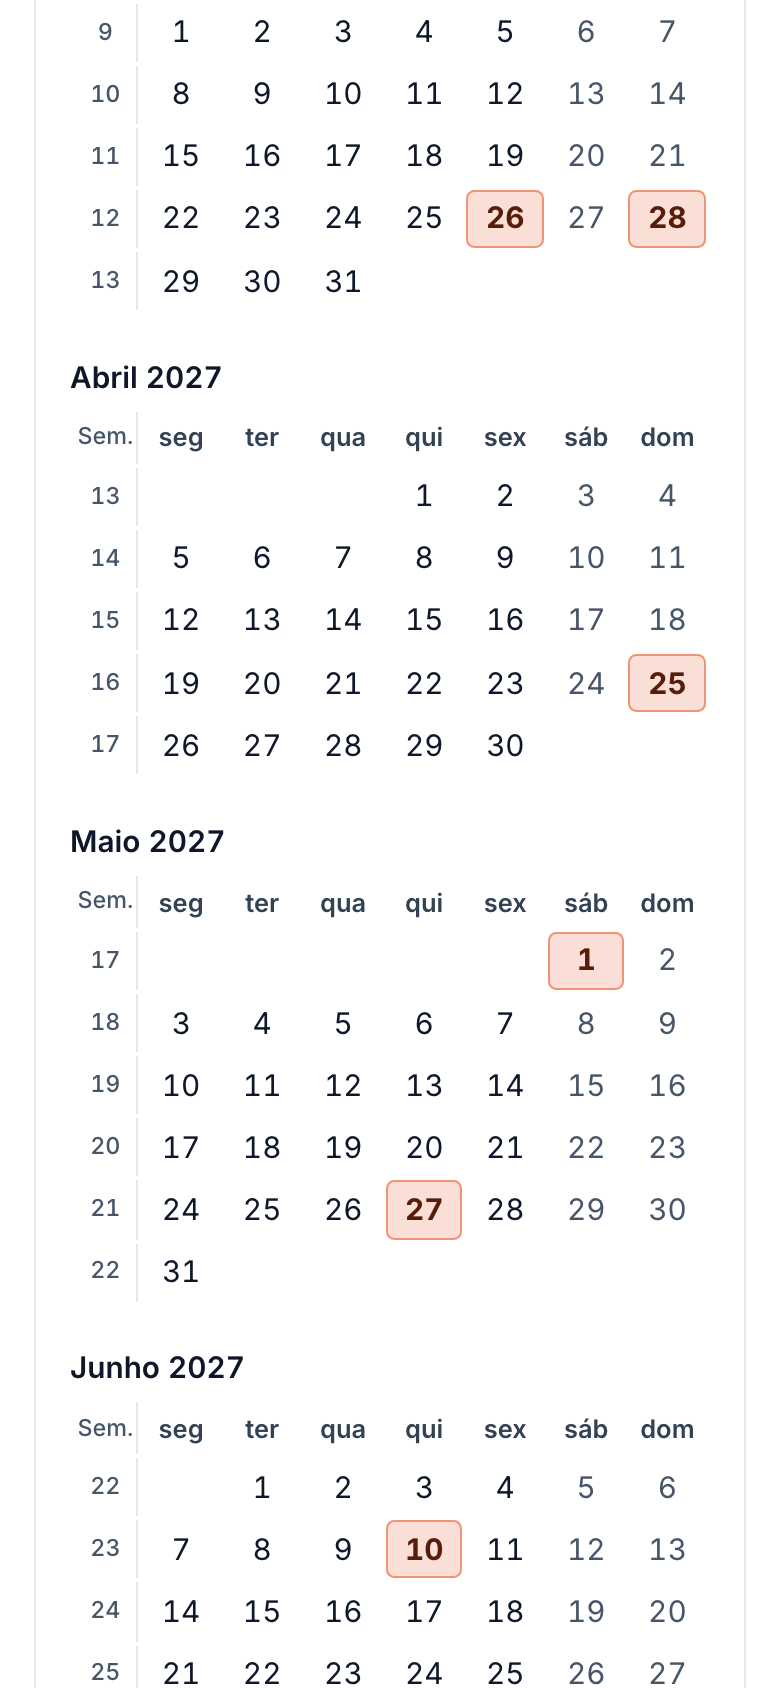 9 1 2 3 4 5 6 7
10 8 9 10 11 12 13 14
11 15 16 17 18 19 20 21
12 22 23 24 25 26 27 28
13 29 30 31
Abril 2027
Sem. seg ter qua qui sex sáb dom
13 1 2 3 4
14 5 6 7 8 9 10 11
15 12 13 14 15 16 17 18
16 19 20 21 22 23 24 25
17 26 27 28 29 30
Maio 2027
Sem. seg ter qua qui sex sáb dom
17 1 2
18 3 4 5 6 7 8 9
19 10 11 12 13 14 15 16
20 17 18 19 20 21 22 23
21 24 25 26 27 28 29 30
22 31
Junho 2027
Sem. seg ter qua qui sex sáb dom
22 1 2 3 4 5 6
23 7 8 9 10 11 12 13
24 14 15 16 17 18 19 20
25 21 22 23 24 25 26 27